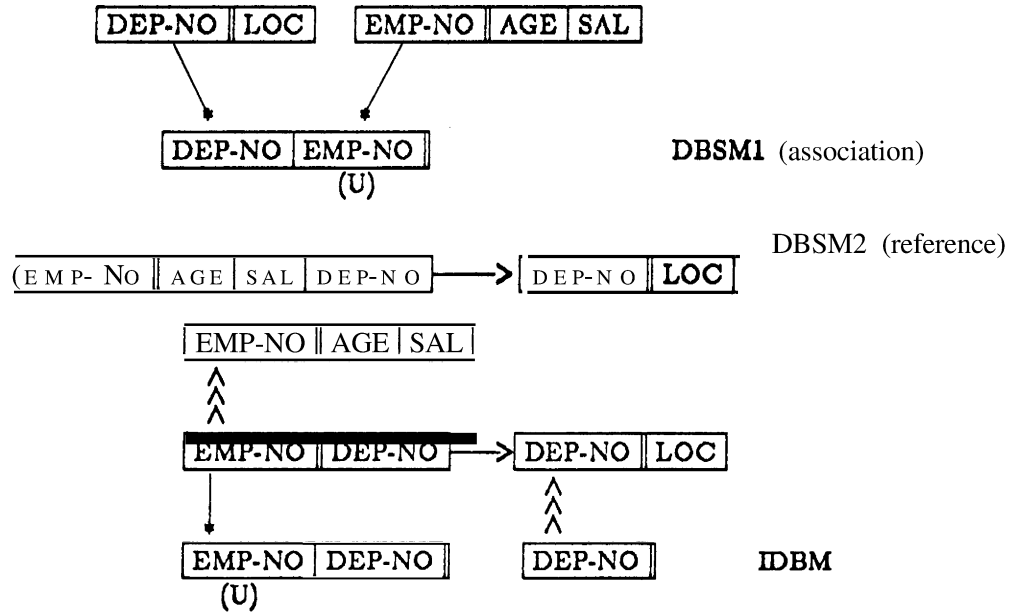 DEP-NO LOC EMP-NO AGE SAL
DEP-NO EMP-NO DBSM1 (association)
(U)
DBSM2 (reference)
(EMP- NO AGE SAL DEP-NO DEP-NO LOC
EMP-NO AGE SAL
EMP-NO DEP-NO DEP-NO LOC
EMP-NO DEP-NO DEP-NO IDBM
(U)